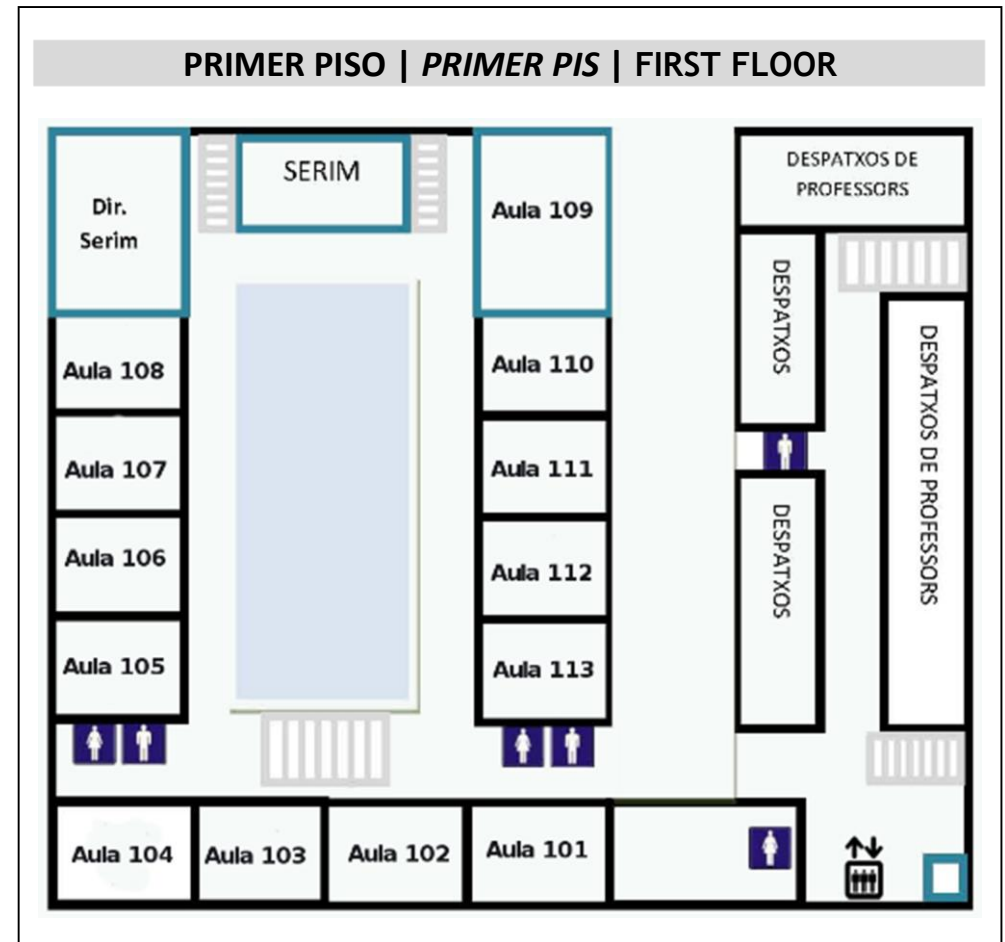 PRIMER PISO | PRIMER PIS | FIRST FLOOR
Dir.
Serim
SERIM
Aula 109
DESPATXOS DE
PROFESSORS
Aula 108
Aula 110
DESPATXOS
DESPATXOS DE PROFESSORS
Aula 107
Aula 111
Aula 106
Aula 112
DESPATXOS
Aula 105
Aula 113
Aula 104
Aula 103
Aula 102
Aula 101